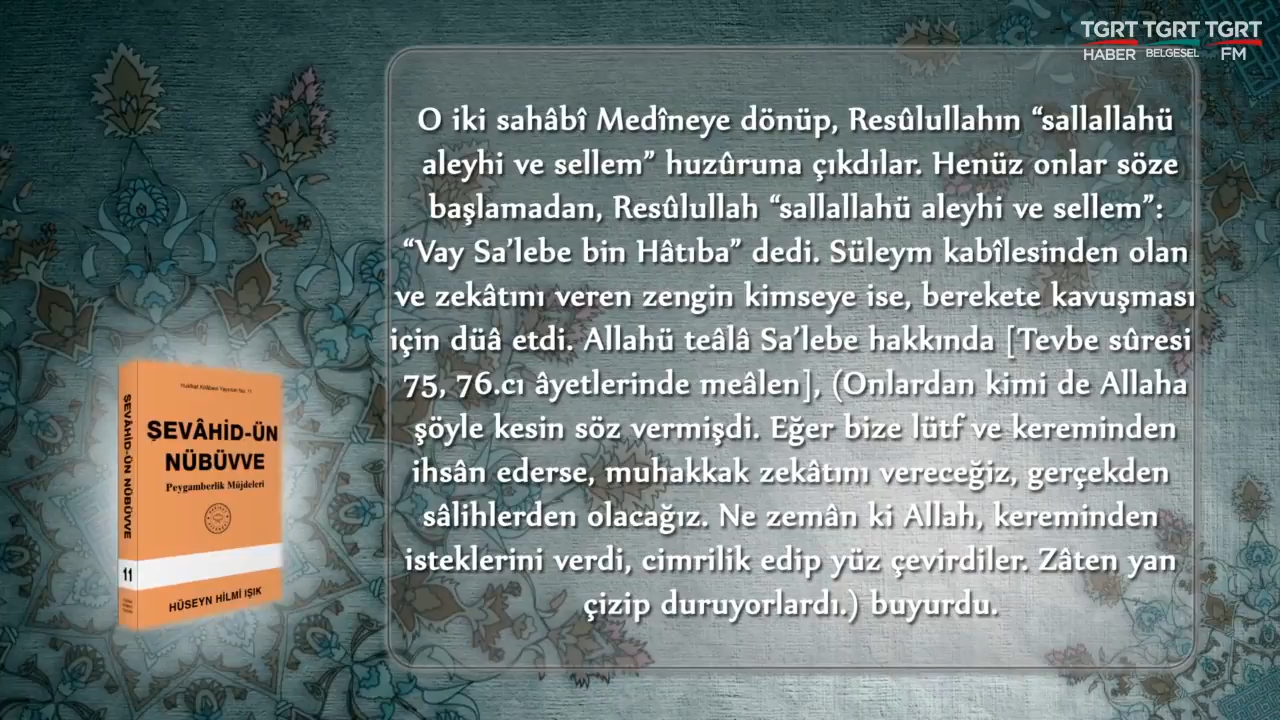 TGRT TGRT TGRT
HABER BELGESEL FM
O iki sahâbî Medîneye dönüp, Resûlullahın “sallallahü
aleyhi ve sellem” huzûruna çıkdılar. Henüz onlar söze
başlamadan, Resûlullah “sallallahü aleyhi ve sellem”:
“Vay Sa’lebe bin Hâtıba” dedi. Süleym kabîlesinden olan
ve zekâtını veren zengin kimseye ise, berekete kavuşması
için düâ etdi. Allahü teâlâ Sa’lebe hakkında [Tevbe sûresi
75, 76.cı âyetlerinde meâlen], (Onlardan kimi de Allaha
şöyle kesin söz vermişdi. Eğer bize lütf ve kereminden
ihsân ederse, muhakkak zekâtını vereceğiz, gerçekden
sâlihlerden olacağız. Ne zemân ki Allah, kereminden
isteklerini verdi, cimrilik edip yüz çevirdiler. Zâten yan
çizip duruyorlardı.) buyurdu.
ŞEVÂHİD-ÜN NÜBÜVVE
11
ŞEVÂHİD-ÜN
NÜBÜVVE
Peygamberlik Müjdeleri
HÜSEYN HİLMİ IŞIK